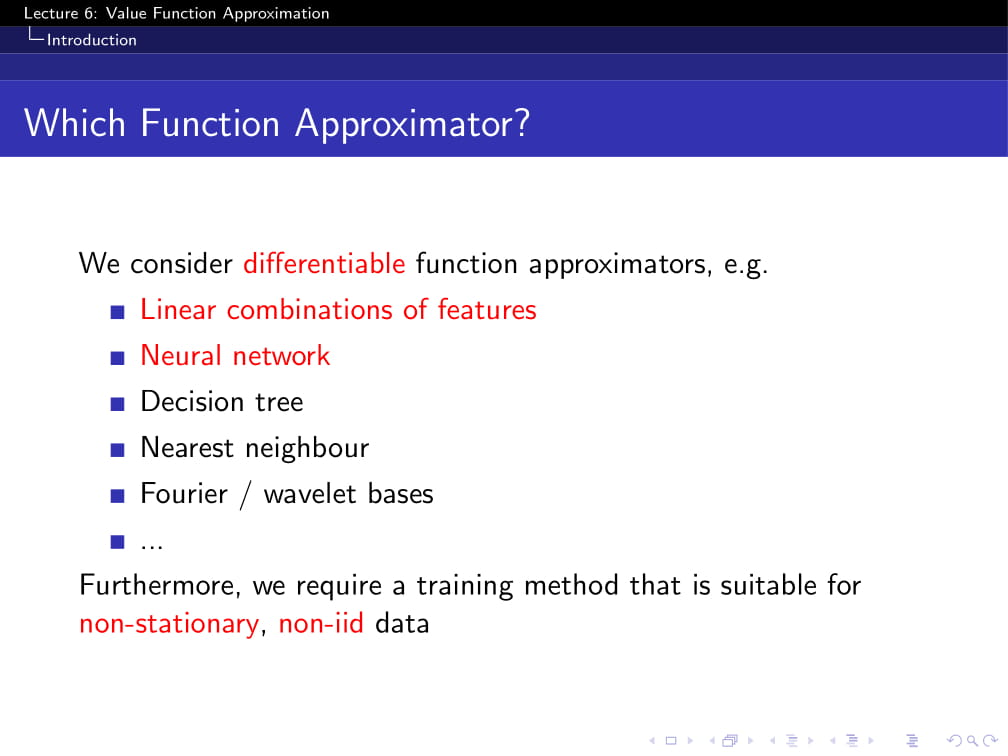 Lecture 6: Value Function Approximation
Introduction
Which Function Approximator?
We consider differentiable function approximators, e.g.
Linear combinations of features
Neural network
Decision tree
Nearest neighbour
Fourier / wavelet bases
...
Furthermore, we require a training method that is suitable for
non-stationary, non-iid data